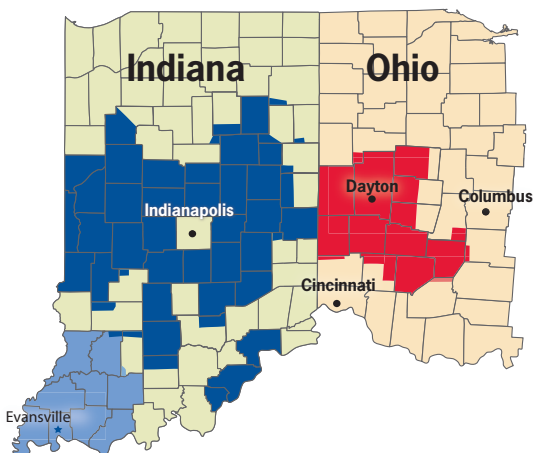 Indiana
Ohio
Dayton
Columbus
Indianapolis
Cincinnati
Evansville